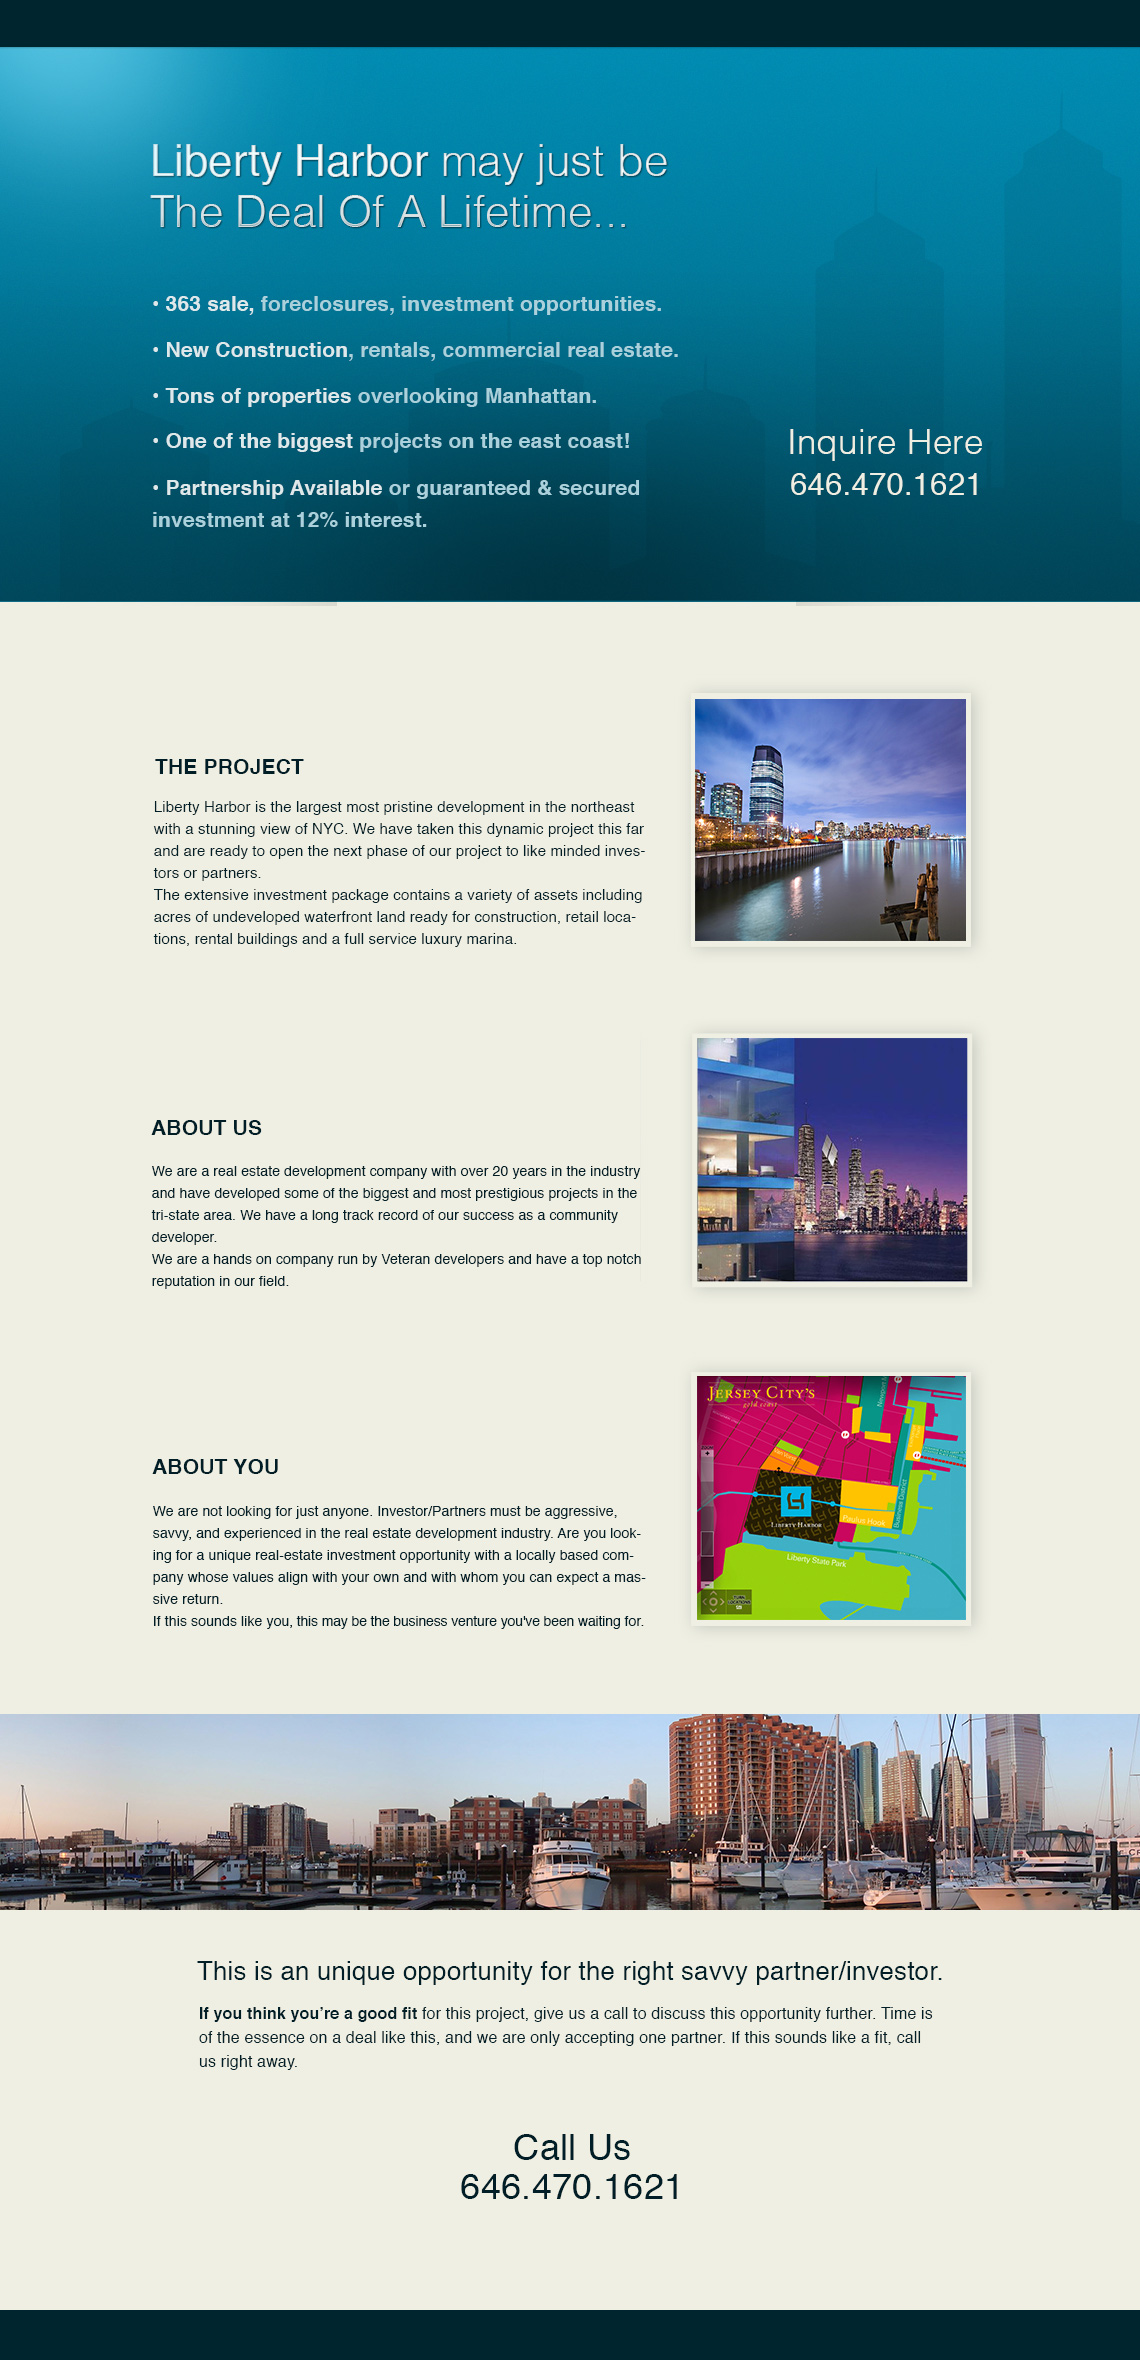 Liberty Harbor may just be
The Deal Of A Lifetime...
• 363 sale, foreclosures, investment opportunities.
• New Construction, rentals, commercial real estate.
• Tons of properties overlooking Manhattan.
• One of the biggest projects on the east coast!
• Partnership Available or guaranteed & secured
investment at 12% interest.
Inquire Here
646.470.1621
THE PROJECT
Liberty Harbor is the largest most pristine development in the northeast
with a stunning view of NYC. We have taken this dynamic project this far
and are ready to open the next phase of our project to like minded inves-
tors or partners.
The extensive investment package contains a variety of assets including
acres of undeveloped waterfront land ready for construction, retail loca-
tions, rental buildings and a full service luxury marina.
ABOUT US
We are a real estate development company with over 20 years in the industry
and have developed some of the biggest and most prestigious projects in the
tri-state area. We have a long track record of our success as a community
developer.
We are a hands on company run by Veteran developers and have a top notch
reputation in our field.
ABOUT YOU
We are not looking for just anyone. Investor/Partners must be aggressive,
savvy, and experienced in the real estate development industry. Are you look-
ing for a unique real-estate investment opportunity with a locally based com-
pany whose values align with your own and with whom you can expect a mas-
sive return.
If this sounds like you, this may be the business venture you've been waiting for.
JERSEY CITY'S
gold coast
LIBERTY HARBOR
Paulus Hook
Business District
Liberty State Park
This is an unique opportunity for the right savvy partner/investor.
If you think you’re a good fit for this project, give us a call to discuss this opportunity further. Time is
of the essence on a deal like this, and we are only accepting one partner. If this sounds like a fit, call
us right away.
Call Us
646.470.1621